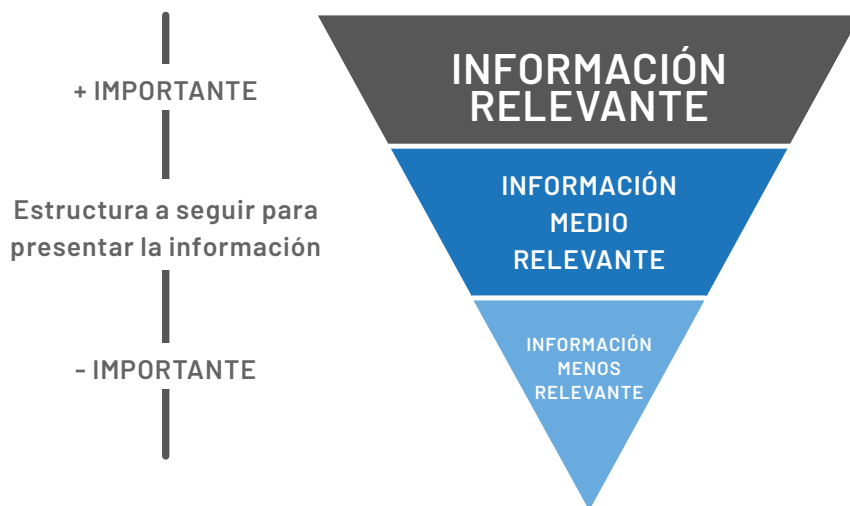 + IMPORTANTE
Estructura a seguir para
presentar la información
- IMPORTANTE
INFORMACIÓN
RELEVANTE
INFORMACIÓN
MEDIO
RELEVANTE
INFORMACIÓN
MENOS
RELEVANTE